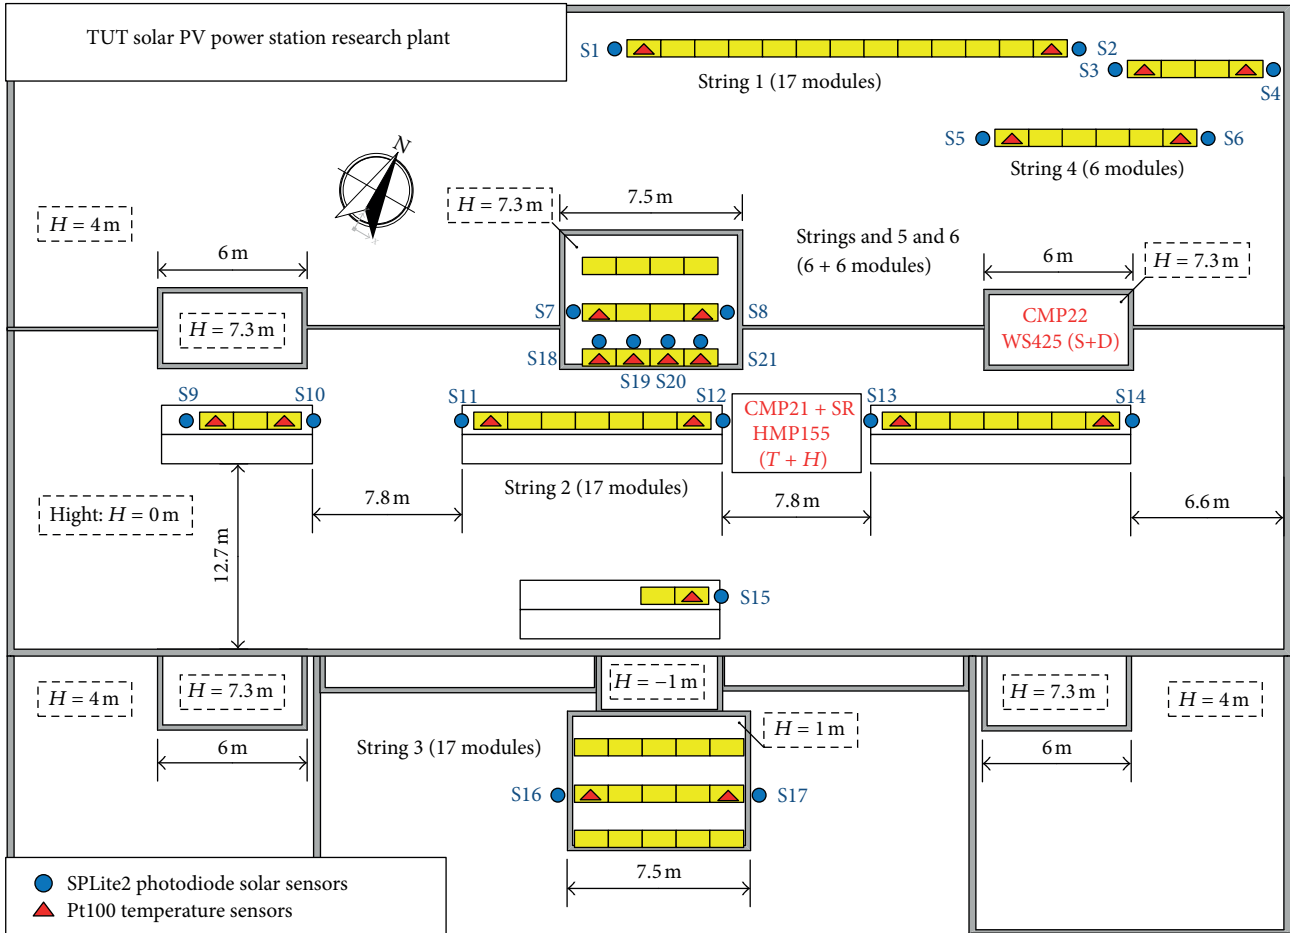 TUT solar PV power station research plant
S1
S2
S3
S4
String 1 (17 modules)
S5
S6
String 4 (6 modules)
N
H = 4 m
H = 7.3 m
7.5 m
Strings and 5 and 6
(6 + 6 modules)
6 m
6 m
H = 7.3 m
H = 7.3 m
S7
S8
CMP22
WS425 (S+D)
S18
S19
S20
S21
S9
S10
S11
S12
CMP21 + SR
HMP155
(T + H)
S13
S14
String 2 (17 modules)
7.8 m
7.8 m
6.6 m
Hight: H = 0 m
12.7 m
S15
H = 4 m
H = 7.3 m
H = −1 m
H = 7.3 m
H = 4 m
H = 1 m
6 m
String 3 (17 modules)
6 m
S16
S17
7.5 m
SPLite2 photodiode solar sensors
Pt100 temperature sensors